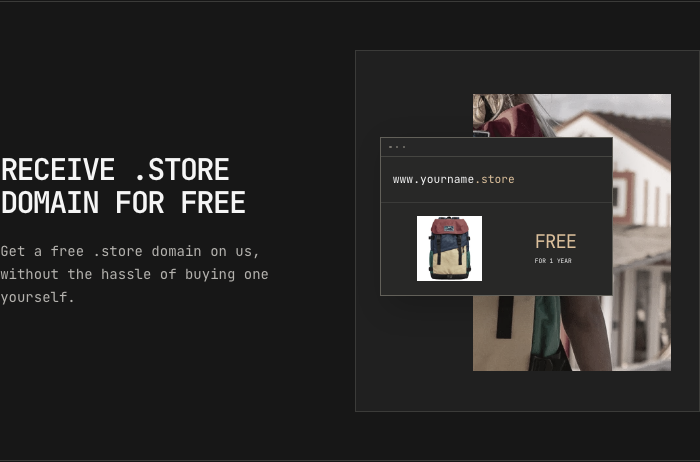 RECEIVE .STORE
DOMAIN FOR FREE
Get a free .store domain on us,
without the hassle of buying one
yourself.
www.yourname.store
FREE
FOR 1 YEAR